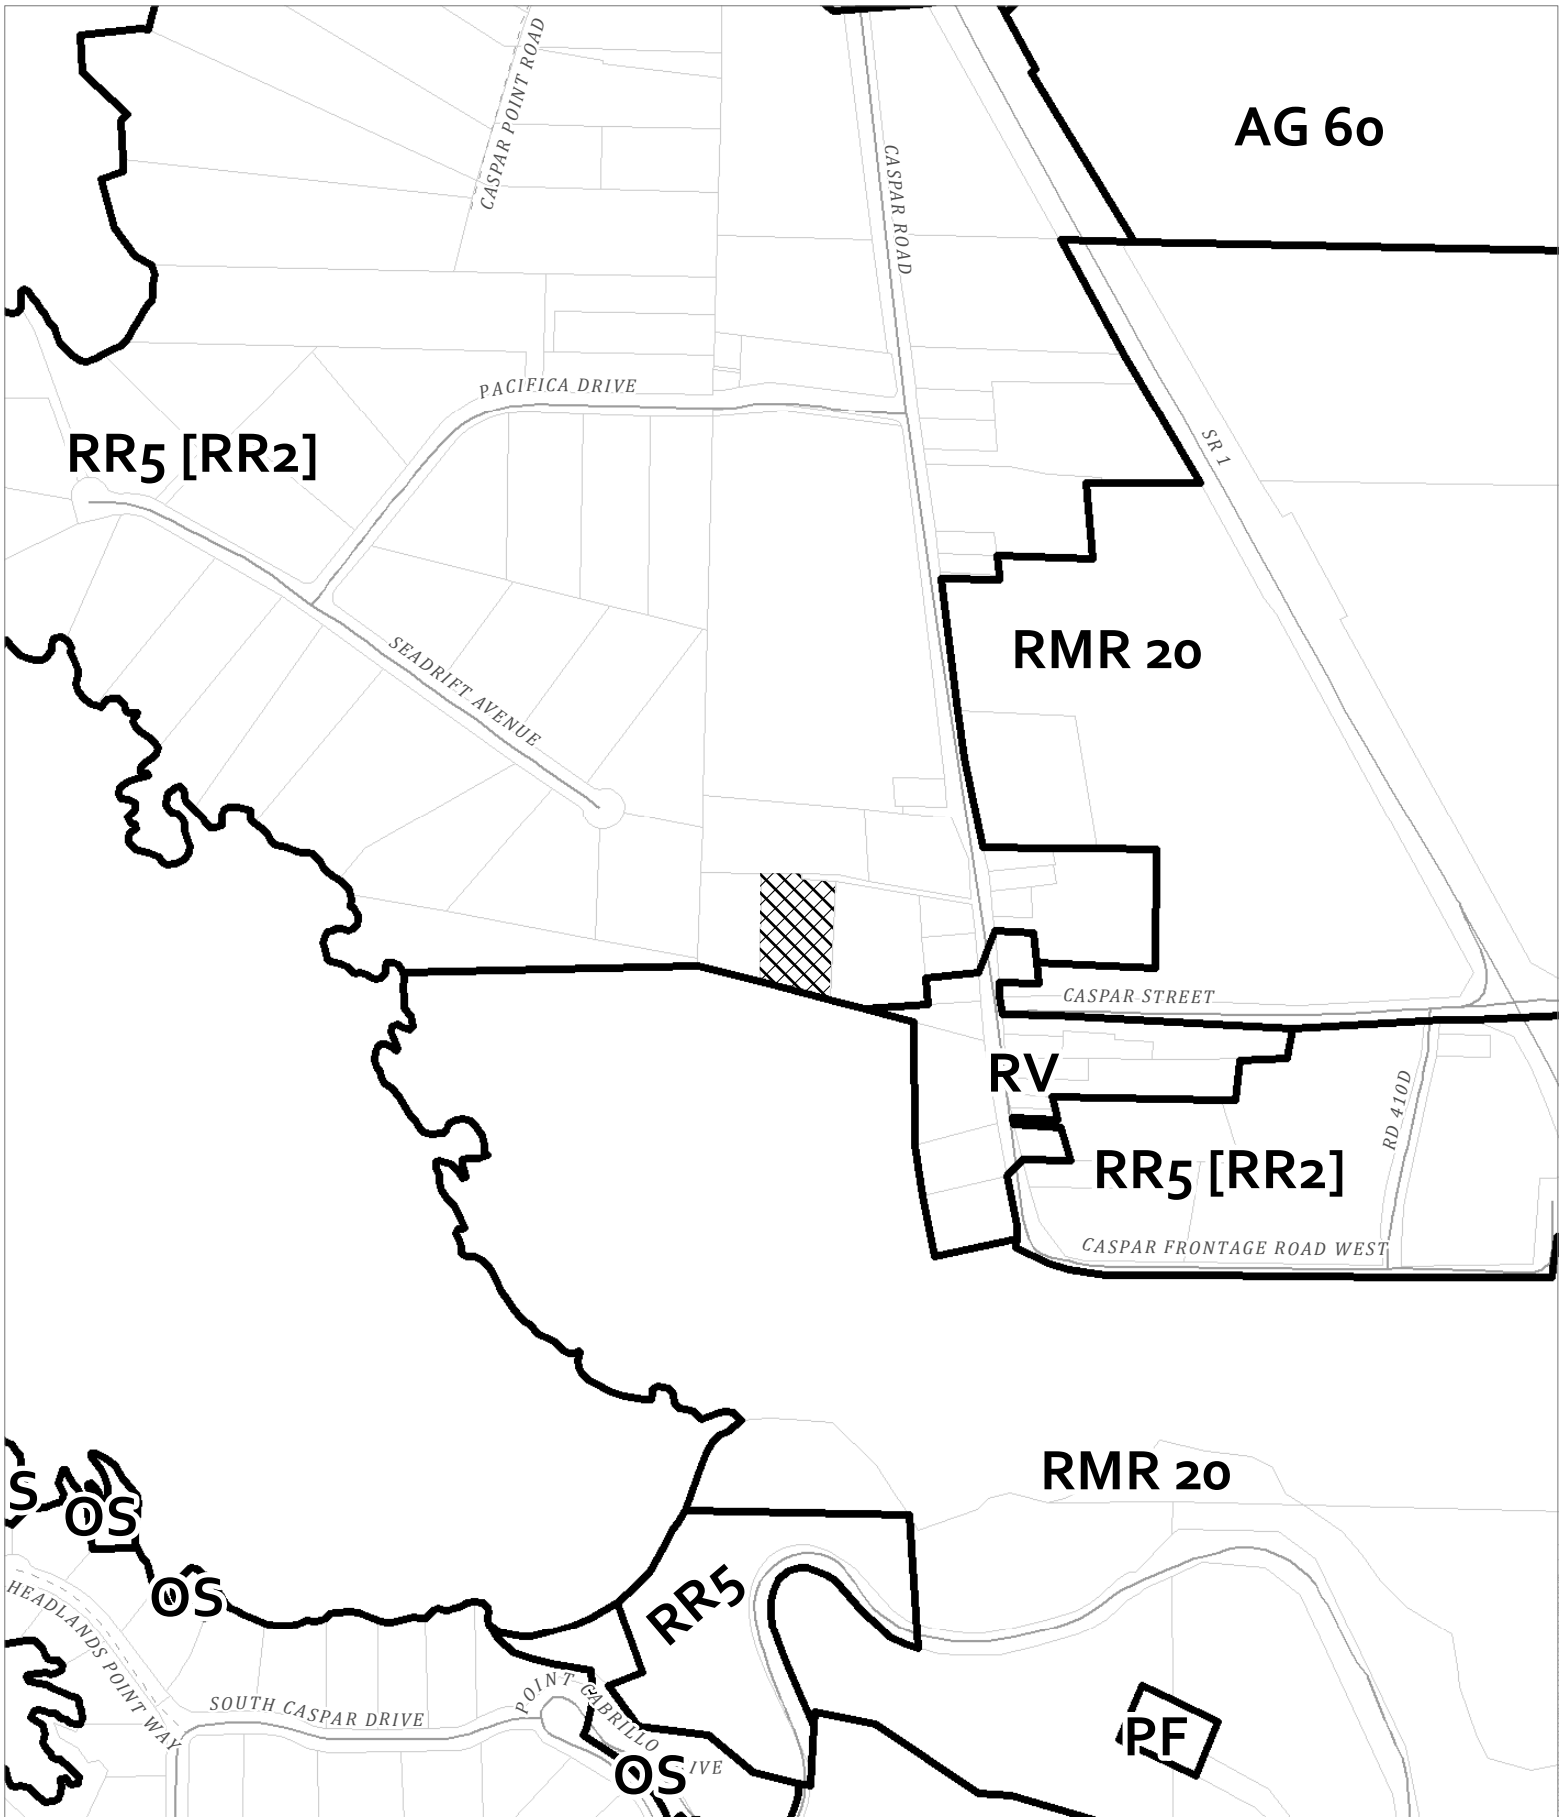 CASPAR POINT ROAD
AG 60
CASPAR ROAD
PACIFICA DRIVE
RR5 [RR2]
SR 1
SEADRIFT AVENUE
RMR 20
CASPAR STREET
RV
RD 410D
RR5 [RR2]
CASPAR FRONTAGE ROAD WEST
RMR 20
S
OS
OS
RR5
HEADLANDS POINT WAY
SOUTH CASPAR DRIVE
POINT CABRILLO
IVE
OS
PF